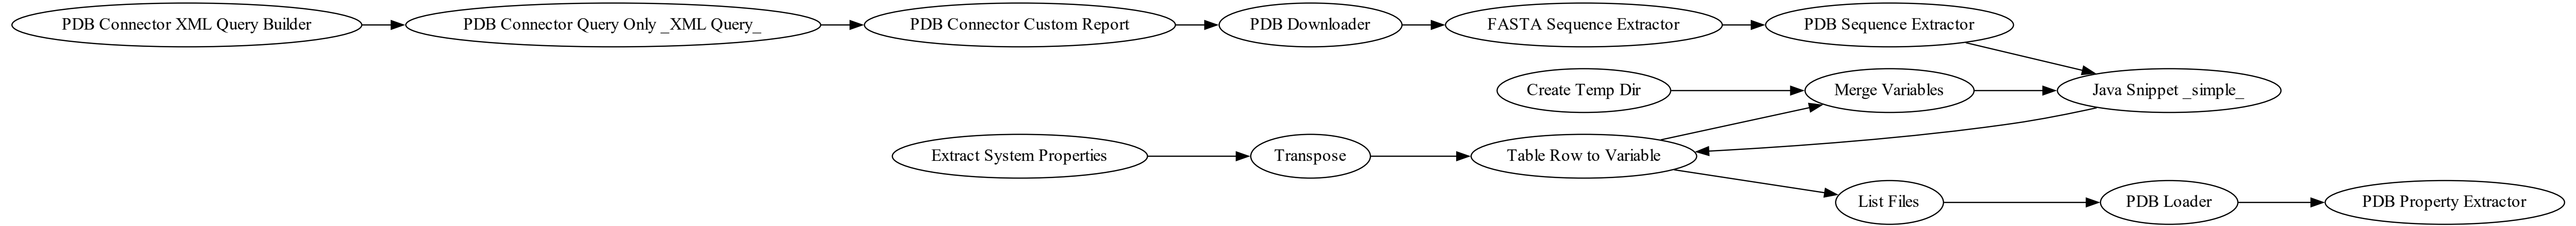 PDB Connector XML Query Builder
PDB Connector Query Only _XML Query_
PDB Connector Custom Report
PDB Downloader
FASTA Sequence Extractor
PDB Sequence Extractor
Create Temp Dir
Merge Variables
Java Snippet _simple_
Extract System Properties
Transpose
Table Row to Variable
List Files
PDB Loader
PDB Property Extractor